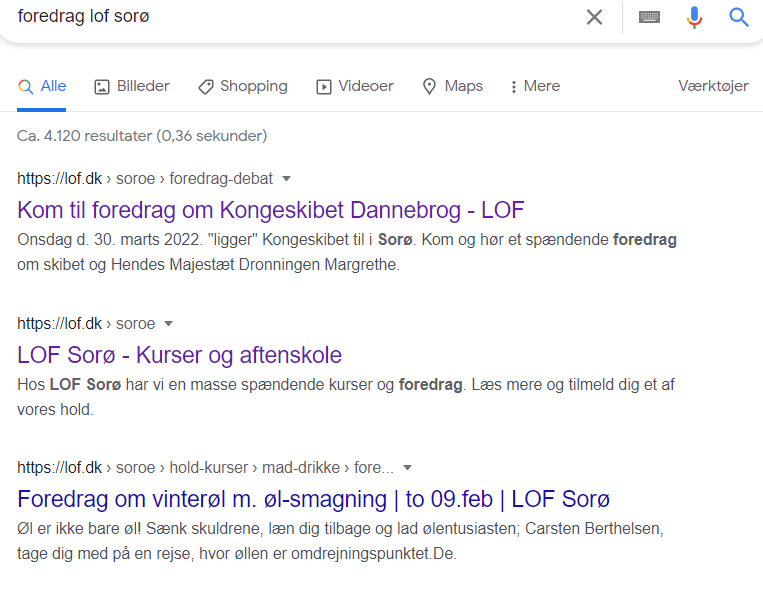 foredrag lof sorø
Alle Billeder Shopping Videoer Maps Mere Værktøjer
Ca. 4.120 resultater (0,36 sekunder)
https://lof.dk › soroe › foredrag-debat
Kom til foredrag om Kongeskibet Dannebrog - LOF
Onsdag d. 30. marts 2022. "ligger" Kongeskibet til i Sorø. Kom og hør et spændende foredrag
om skibet og Hendes Majestæt Dronningen Margrethe.
https://lof.dk › soroe
LOF Sorø - Kurser og aftenskole
Hos LOF Sorø har vi en masse spændende kurser og foredrag. Læs mere og tilmeld dig et af
vores hold.
https://lof.dk › soroe › hold-kurser › mad-drikke › fore...
Foredrag om vinterøl m. øl-smagning | to 09.feb | LOF Sorø
Øl er ikke bare øl! Sænk skuldrene, læn dig tilbage og lad ølentusiasten; Carsten Berthelsen,
tage dig med på en rejse, hvor øllen er omdrejningspunktet.De.